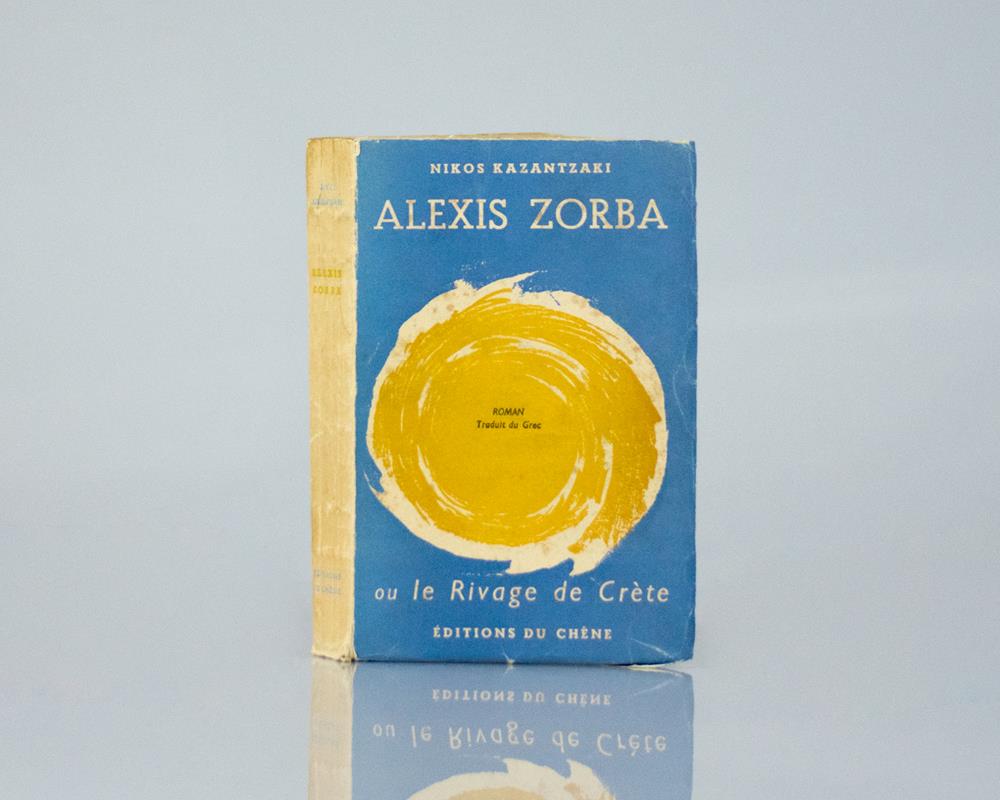 NIKOS KAZANTZAKI
ALEXIS ZORBA
ROMAN
Traduit du Grec
ou le Rivage de Crète
ÉDITIONS DU CHÊNE
ALEXIS
ZORBA